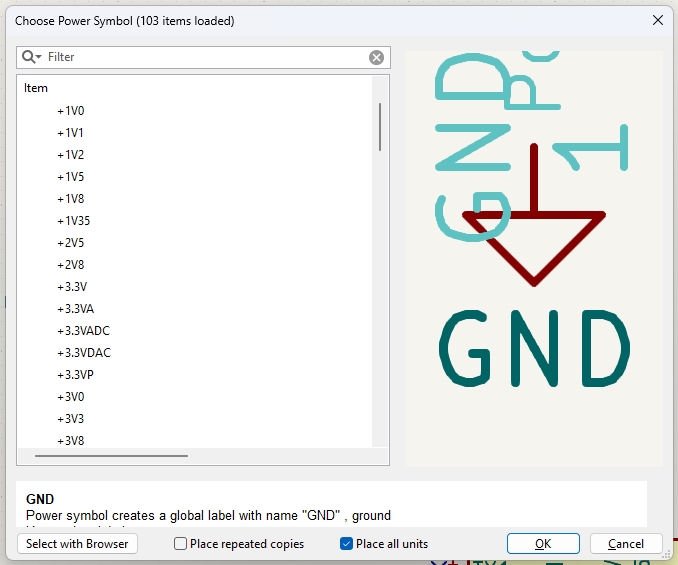 Choose Power Symbol (103 items loaded)
Filter
Item
+1V0
+1V1
+1V2
+1V5
+1V8
+1V35
+2V5
+2V8
+3.3V
+3.3VA
+3.3VADC
+3.3VDAC
+3.3VP
+3V0
+3V3
+3V8
GND
1
GND
GND
Power symbol creates a global label with name "GND" , ground
Select with Browser
Place repeated copies
Place all units
OK
Cancel